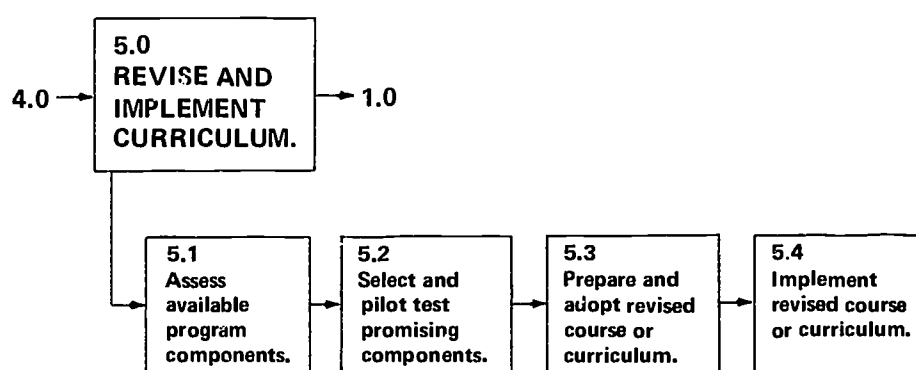 5.0
REVISE AND
IMPLEMENT
CURRICULUM.
4.0
1.0
5.1
Assess
available
program
components.
5.2
Select and
pilot test
promising
components.
5.3
Prepare and
adopt revised
course or
curriculum.
5.4
Implement
revised course
or curriculum.